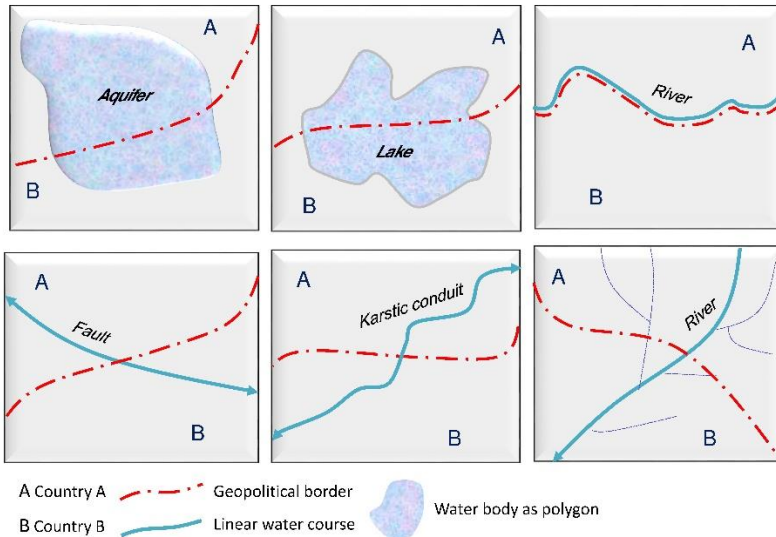 A
Aquifer
B
A
Lake
B
A
River
B
A
Fault
B
A
Karstic conduit
B
A
River
B
A Country A
Geopolitical border
B Country B
Linear water course
Water body as polygon